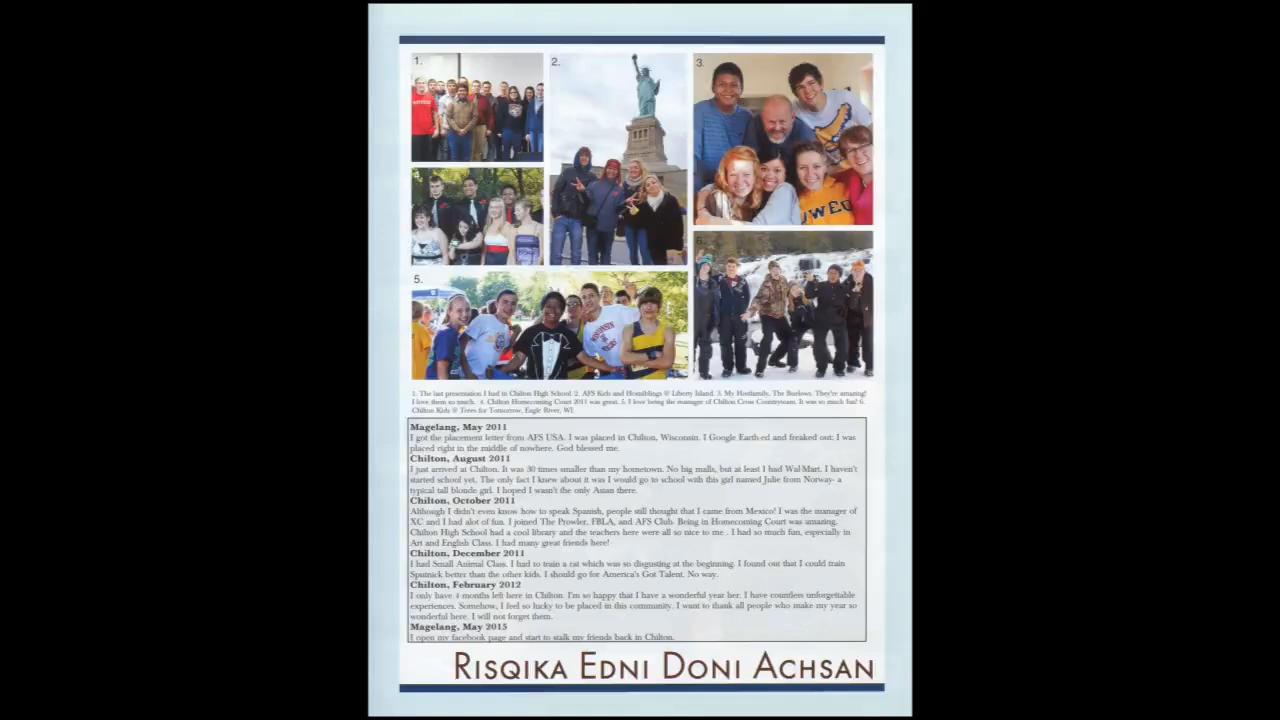 1.
2.
3.
5.
6.
UWEC
1. The last presentation I had in Chilton High School 2. AFS Kids and Hostsiblings @ Liberty Island. 3. My Hostfamily, The Burlows. They're amazing!
I love them so much. 4. Chilton Homecoming Court 2011 was great. 5. I love being the manager of Chilton Cross Countryteam. It was so much fun! 6.
Chilton Kids @ Trees for Tomorrow, Eagle River, WI.
Magelang, May 2011
I got the placement letter from AFS USA. I was placed in Chilton, Wisconsin. I Google Earth-ed and freaked out: I was
placed right in the middle of nowhere. God blessed me.
Chilton, August 2011
I just arrived at Chilton. It was 30 times smaller than my hometown. No big malls, but at least I had Wal-Mart. I haven't
started school yet. The only fact I knew about it was I would go to school with this girl named Julie from Norway- a
typical tall blonde girl. I hoped I wasn't the only Asian there.
Chilton, October 2011
Although I didn't even know how to speak Spanish, people still thought that I came from Mexico! I was the manager of
XC and I had alot of fun. I joined The Prowler, FBLA, and AFS Club. Being in Homecoming Court was amazing.
Chilton High School had a cool library and the teachers here were all so nice to me . I had so much fun, especially in
Art and English Class. I had many great friends here!
Chilton, December 2011
I had Small Animal Class. I had to train a rat which was so disgusting at the beginning. I found out that I could train
Sputnick better than the other kids. I should go for America's Got Talent. No way.
Chilton, February 2012
I only have 4 months left here in Chilton. I'm so happy that I have a wonderful year her. I have countless unforgettable
experiences. Somehow, I feel so lucky to be placed in this community. I want to thank all people who make my year so
wonderful here. I will not forget them.
Magelang, May 2015
I open my facebook page and start to stalk my friends back in Chilton.
RISQIKA EDNI DONI ACHSAN